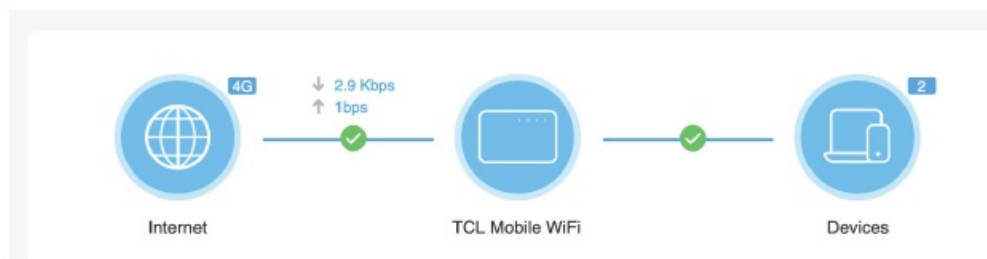 4G
2.9 Kbps
1bps
2
Internet
TCL Mobile WiFi
Devices